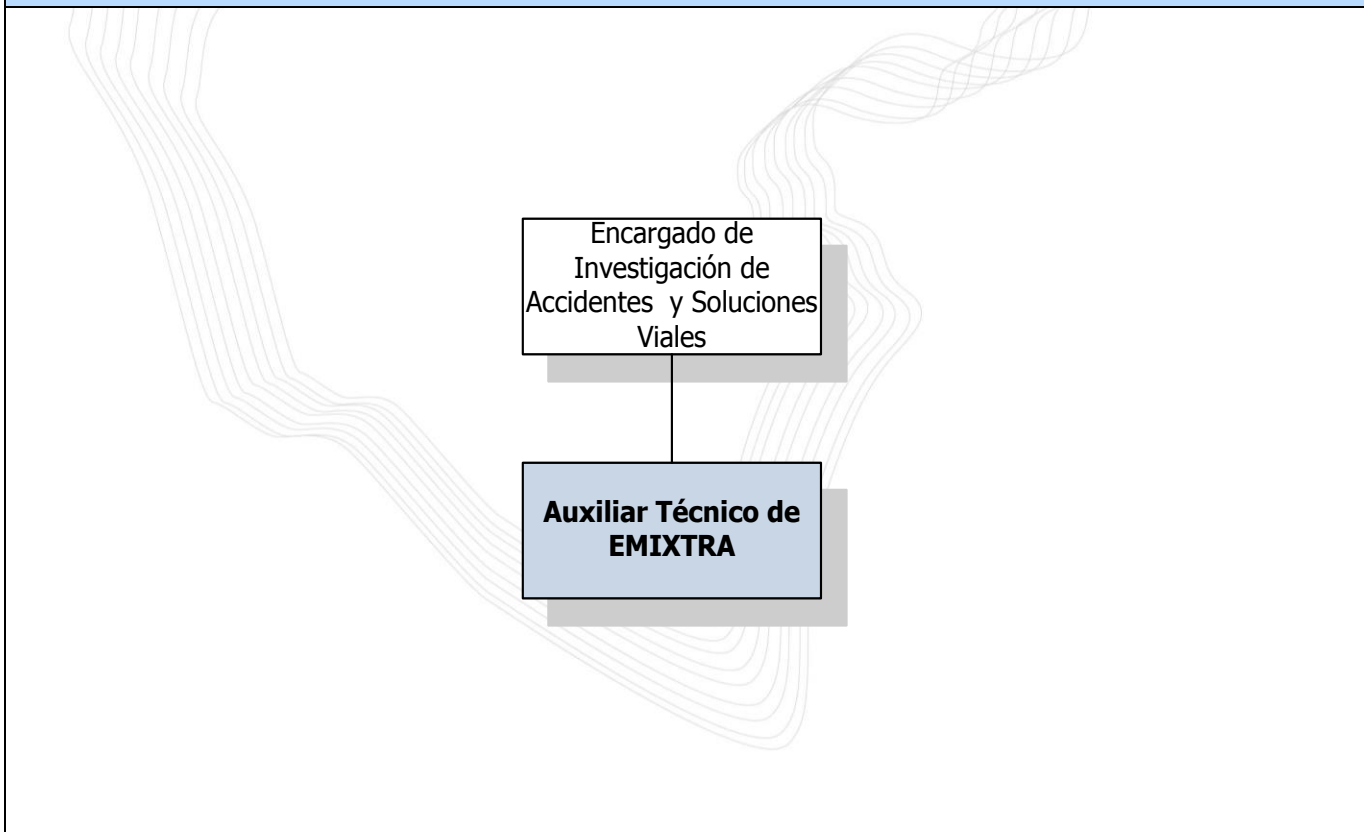 Encargado de
Investigación de
Accidentes y Soluciones
Viales
Auxiliar Técnico de
EMIXTRA